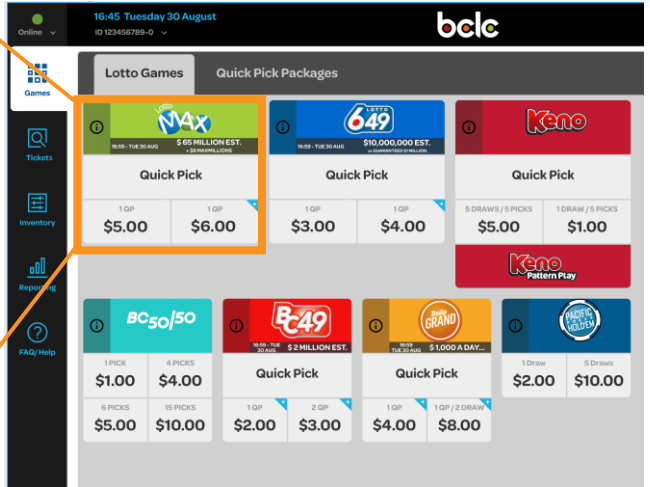 Online
16:45 Tuesday 30 August
ID 123456789-0
bclc
Games
Tickets
Inventory
Reporting
FAQ/Help
Lotto Games
Quick Pick Packages
LOTTO
MAX
16:59 - TUE 30 AUG
$ 65 MILLION EST.
+ $9 MAXMILLIONS
Quick Pick
1 QP
$5.00
1 QP
$6.00
LOTTO
649
16:59 - TUE 30 AUG
$10,000,000 EST.
or GUARANTEED $1 MILLION
Quick Pick
1 QP
$3.00
1 QP
$4.00
Keno
Quick Pick
5 DRAWS / 5 PICKS
$5.00
1 DRAW / 5 PICKS
$1.00
Keno
Pattern Play
BC50/50
1 PICK
$1.00
4 PICKS
$4.00
6 PICKS
$5.00
15 PICKS
$10.00
BC49
16:59 - TUE
30 AUG
$ 2 MILLION EST.
Quick Pick
1 QP
$2.00
2 QP
$3.00
Daily
GRAND
16:59
TUE 30 AUG
$1,000 A DAY...
Quick Pick
1 QP
$4.00
1 QP / 2 DRAW
$8.00
PACIFIC
HOLD'EM
1 Draw
$2.00
5 Draws
$10.00